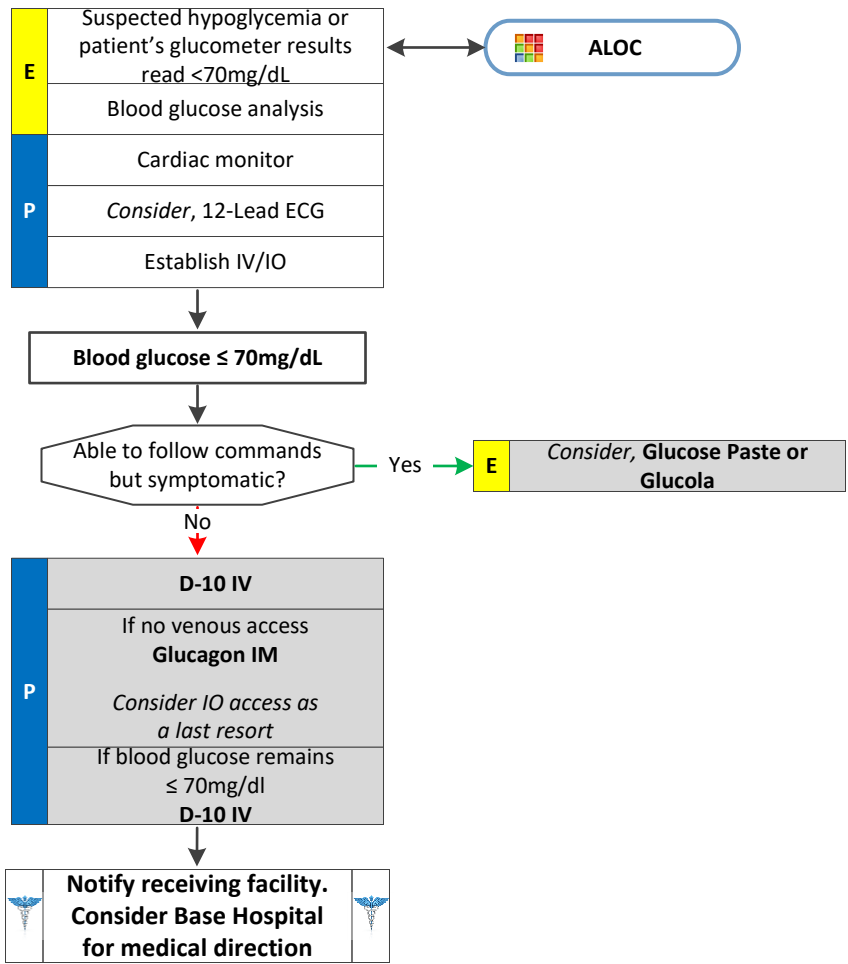 Suspected hypoglycemia or
patient's glucometer results
read <70mg/dL
E
ALOC
Blood glucose analysis
Cardiac monitor
P
Consider, 12-Lead ECG
Establish IV/IO
Blood glucose ≤ 70mg/dL
Able to follow commands
but symptomatic?
Yes
E
Consider, Glucose Paste or
Glucola
No
D-10 IV
If no venous access
Glucagon IM
P
Consider IO access as
a last resort
If blood glucose remains
≤ 70mg/dl
D-10 IV
Notify receiving facility.
Consider Base Hospital
for medical direction